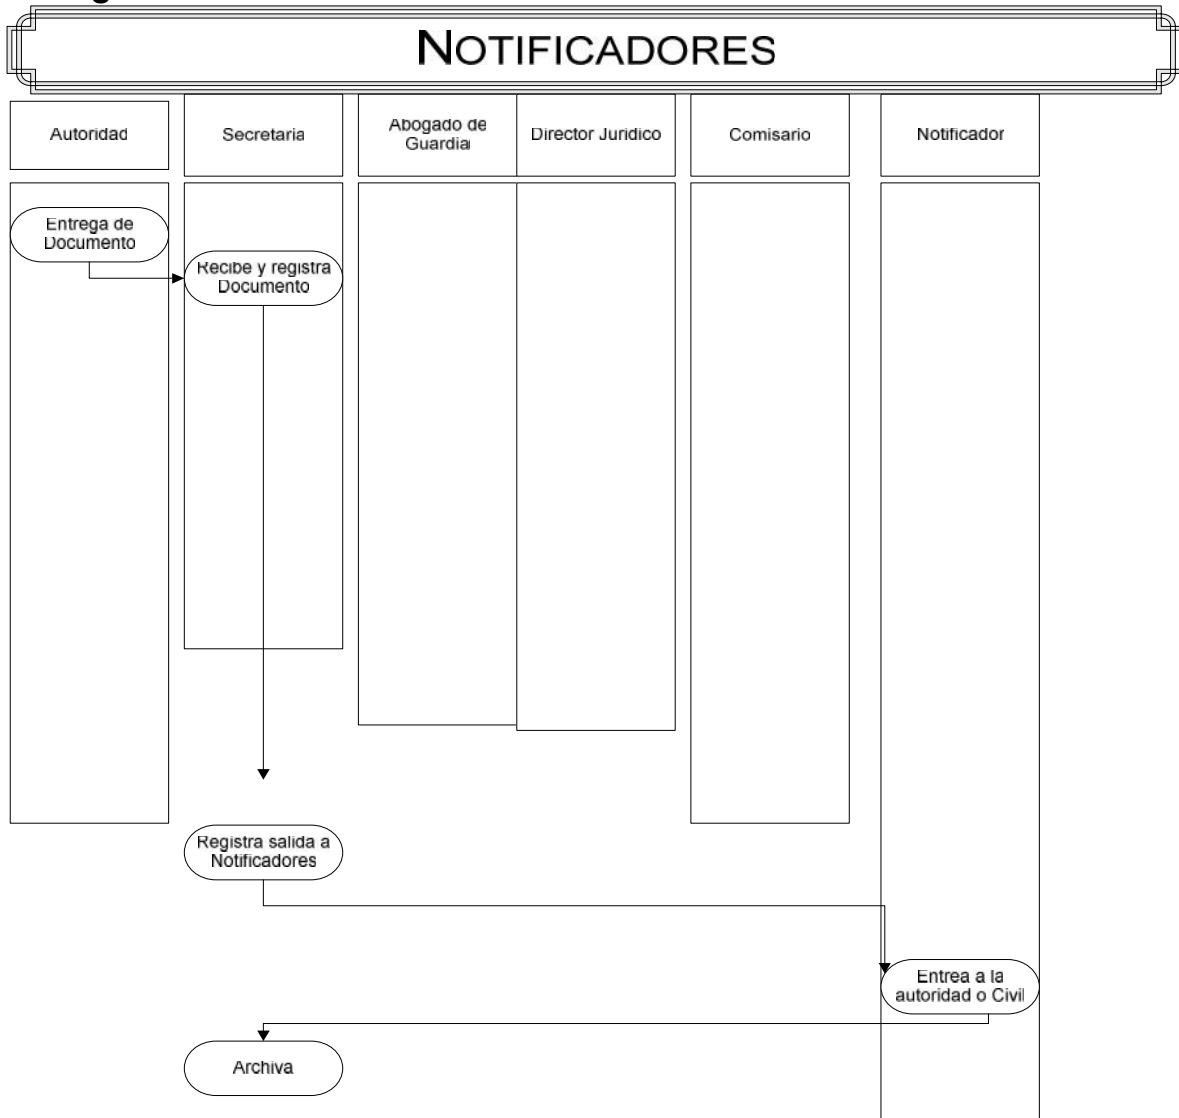 NOTIFICADORES
Autoridad
Secretaria
Abogado de
Guardia
Director Juridico
Comisario
Notificador
Entrega de
Documento
Recibe y registra
Documento
Registra salida a
Notificadores
Entrea a la
autoridad o Civil
Archiva